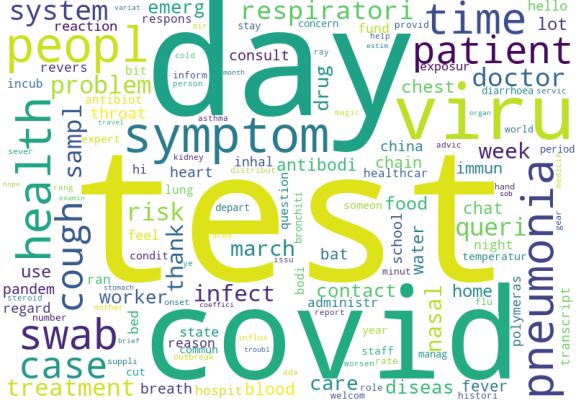 system
variat
emerg
respiratori
hello
reaction
respons
air
stay
concern
fund
provid
time
lot
peopl
day
help
estim
patient
revers
bit
cold
consult
drug
ray
exposur
incub
problem
inform
month
person
doctor
antibiot
throat
chest
viru
diarrhoea
servic
health
sampl
expert
symptom
asthma
magic
organ
travel
china
world
period
sever
cough
hi
heart
inhal
antibodi
chain
week
advic
immun
hope
rang
examin
lung
kidney
distribut
healthcar
hand
sob
medicin
test
risk
depart
question
bronchiti
someon
food
chat
queri
pneumonia
feel
thank
area
school
water
night
gear
condit
march
bat
issu
temperatur
use
ran
ye
bodi
minut
pandem
steroid
stomach
worker
onset
infect
contact
home
polymeras
transcript
regard
number
mother
coeffici
administr
report
nasal
flu
swab
bed
state
covid
year
case
brief
reason
commun
influx
staff
rate
manag
outbreak
troubl
worsen
suppli
cut
ada
treatment
breath
hospit
blood
care
role
diseas
fever
welcom
histori